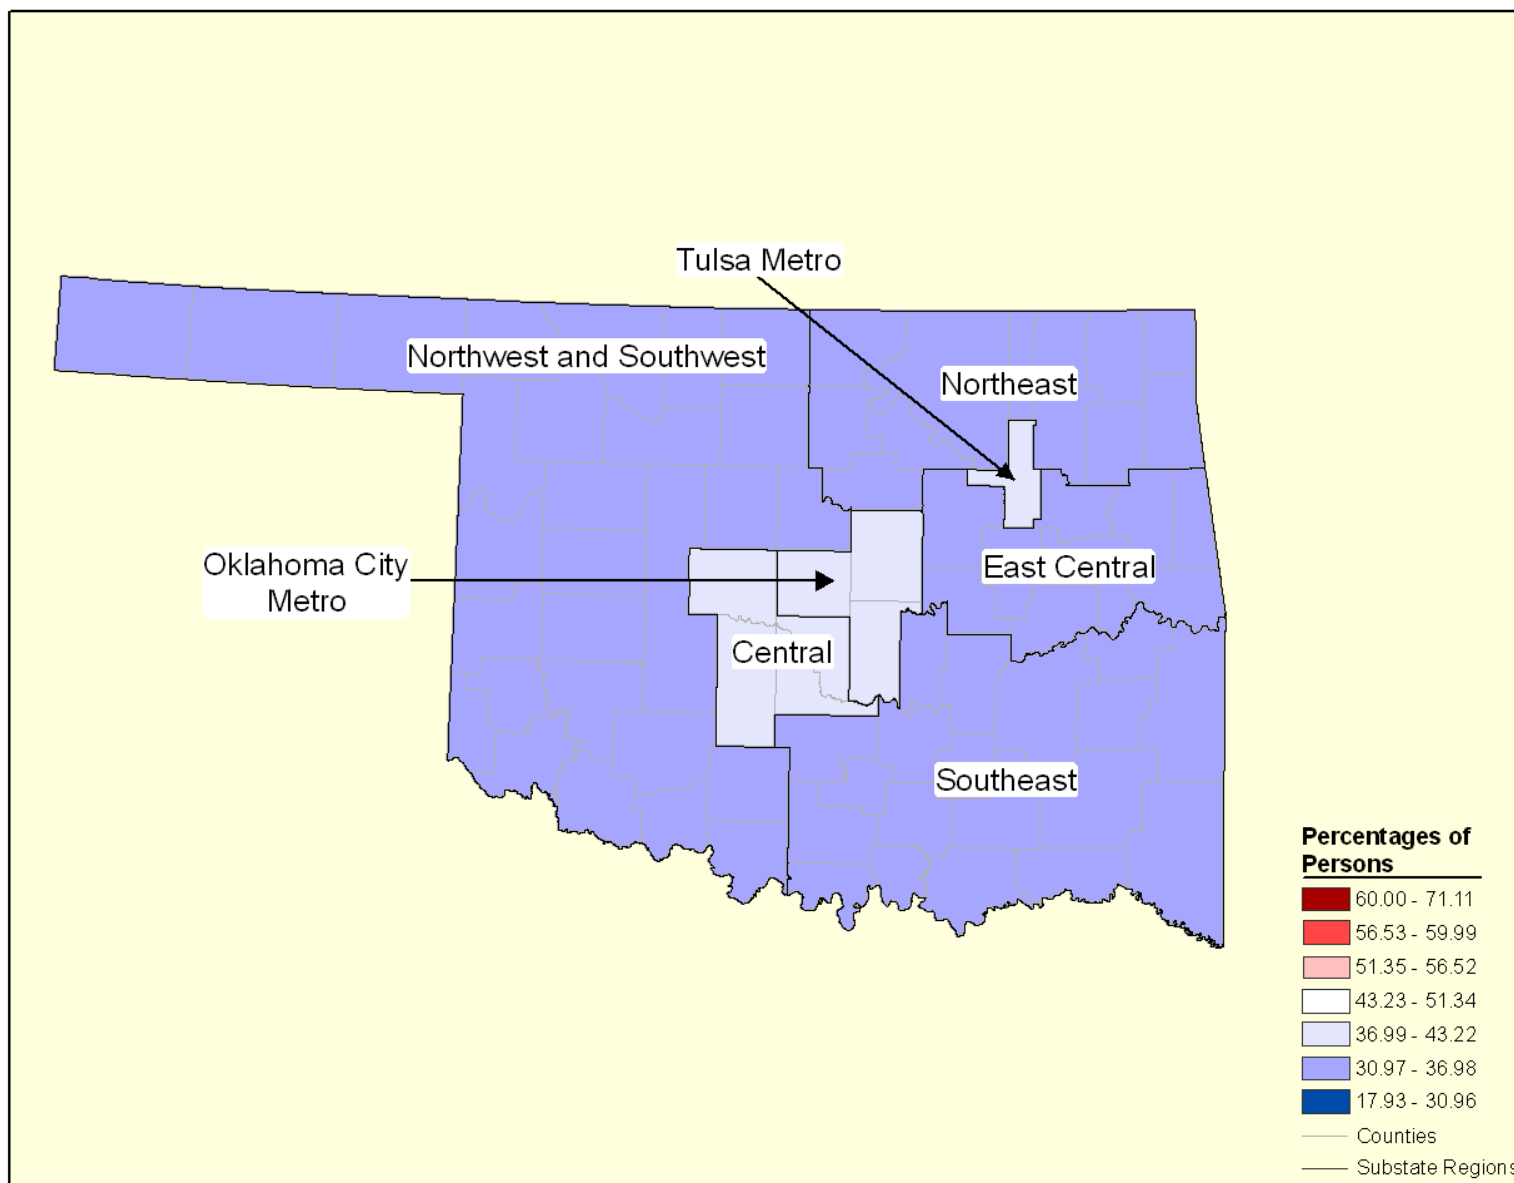 Tulsa Metro
Northwest and Southwest
Northeast
Oklahoma City
Metro
East Central
Central
Southeast
Percentages of
Persons
60.00 - 71.11
56.53 - 59.99
51.35 - 56.52
43.23 - 51.34
36.99 - 43.22
30.97 - 36.98
17.93 - 30.96
Counties
Substate Regions